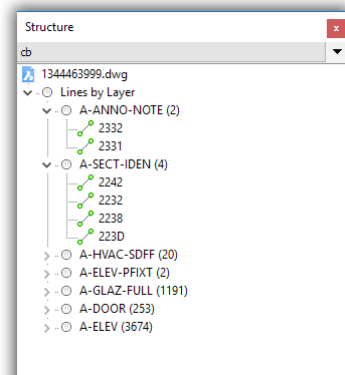 Structure
x
cb
1344463999.dwg
Lines by Layer
A-ANNO-NOTE (2)
2332
2331
A-SECT-IDEN (4)
2242
2232
2238
223D
A-HVAC-SDFF (20)
A-ELEV-PFIXT (2)
A-GLAZ-FULL (1191)
A-DOOR (253)
A-ELEV (3674)